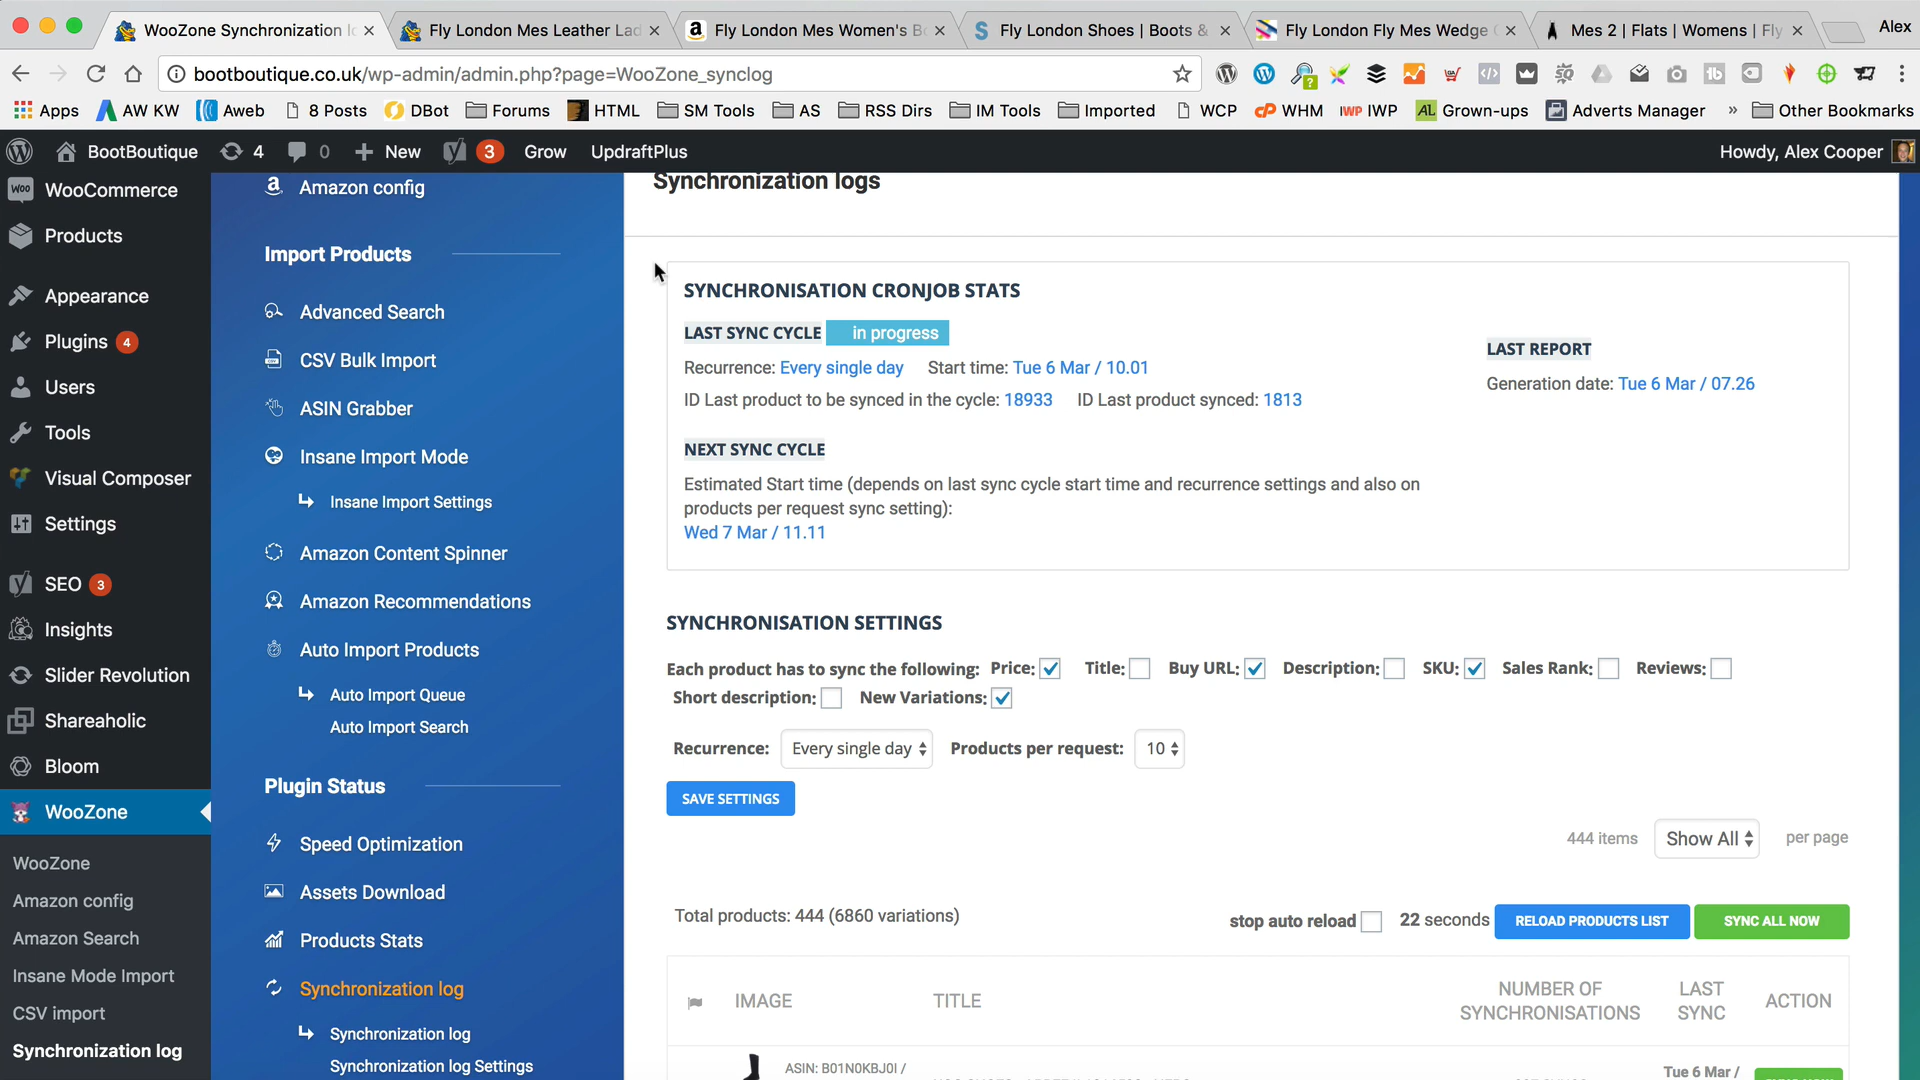 WooZone Synchronization lo
Fly London Mes Leather Lad
Fly London Mes Women's Bo
Fly London Shoes | Boots &
Fly London Fly Mes Wedge
Mes 2 | Flats | Womens | Fly
Alex
bootboutique.co.uk/wp-admin/admin.php?page=WooZone_synclog
Apps
AW KW
Aweb
8 Posts
DBot
Forums
HTML
SM Tools
AS
RSS Dirs
IM Tools
Imported
WCP
WHM
IWP IWP
AL Grown-ups
Adverts Manager
»
Other Bookmarks
BootBoutique
4
0
New
3
Grow
UpdraftPlus
Howdy, Alex Cooper
WooCommerce
Products
Appearance
Plugins 4
Users
Tools
Visual Composer
Settings
SEO 3
Insights
Slider Revolution
Shareaholic
Bloom
WooZone
WooZone
Amazon config
Amazon Search
Insane Mode Import
CSV import
Synchronization log
Amazon config
Import Products
Advanced Search
CSV Bulk Import
ASIN Grabber
Insane Import Mode
Insane Import Settings
Amazon Content Spinner
Amazon Recommendations
Auto Import Products
Auto Import Queue
Auto Import Search
Plugin Status
Speed Optimization
Assets Download
Products Stats
Synchronization log
Synchronization log
Synchronization log Settings
Synchronization logs
SYNCHRONISATION CRONJOB STATS
LAST SYNC CYCLE in progress
Recurrence: Every single day Start time: Tue 6 Mar / 10.01
ID Last product to be synced in the cycle: 18933 ID Last product synced: 1813
LAST REPORT
Generation date: Tue 6 Mar / 07.26
NEXT SYNC CYCLE
Estimated Start time (depends on last sync cycle start time and recurrence settings and also on
products per request sync setting):
Wed 7 Mar / 11.11
SYNCHRONISATION SETTINGS
Each product has to sync the following: Price: Title: Buy URL: Description: SKU: Sales Rank: Reviews:
Short description: New Variations:
Recurrence: Every single day Products per request: 10
SAVE SETTINGS
444 items Show All per page
Total products: 444 (6860 variations)
stop auto reload 22 seconds RELOAD PRODUCTS LIST SYNC ALL NOW
IMAGE TITLE NUMBER OF SYNCHRONISATIONS LAST SYNC ACTION
ASIN: B01N0KBJ0I /
Tue 6 Mar /